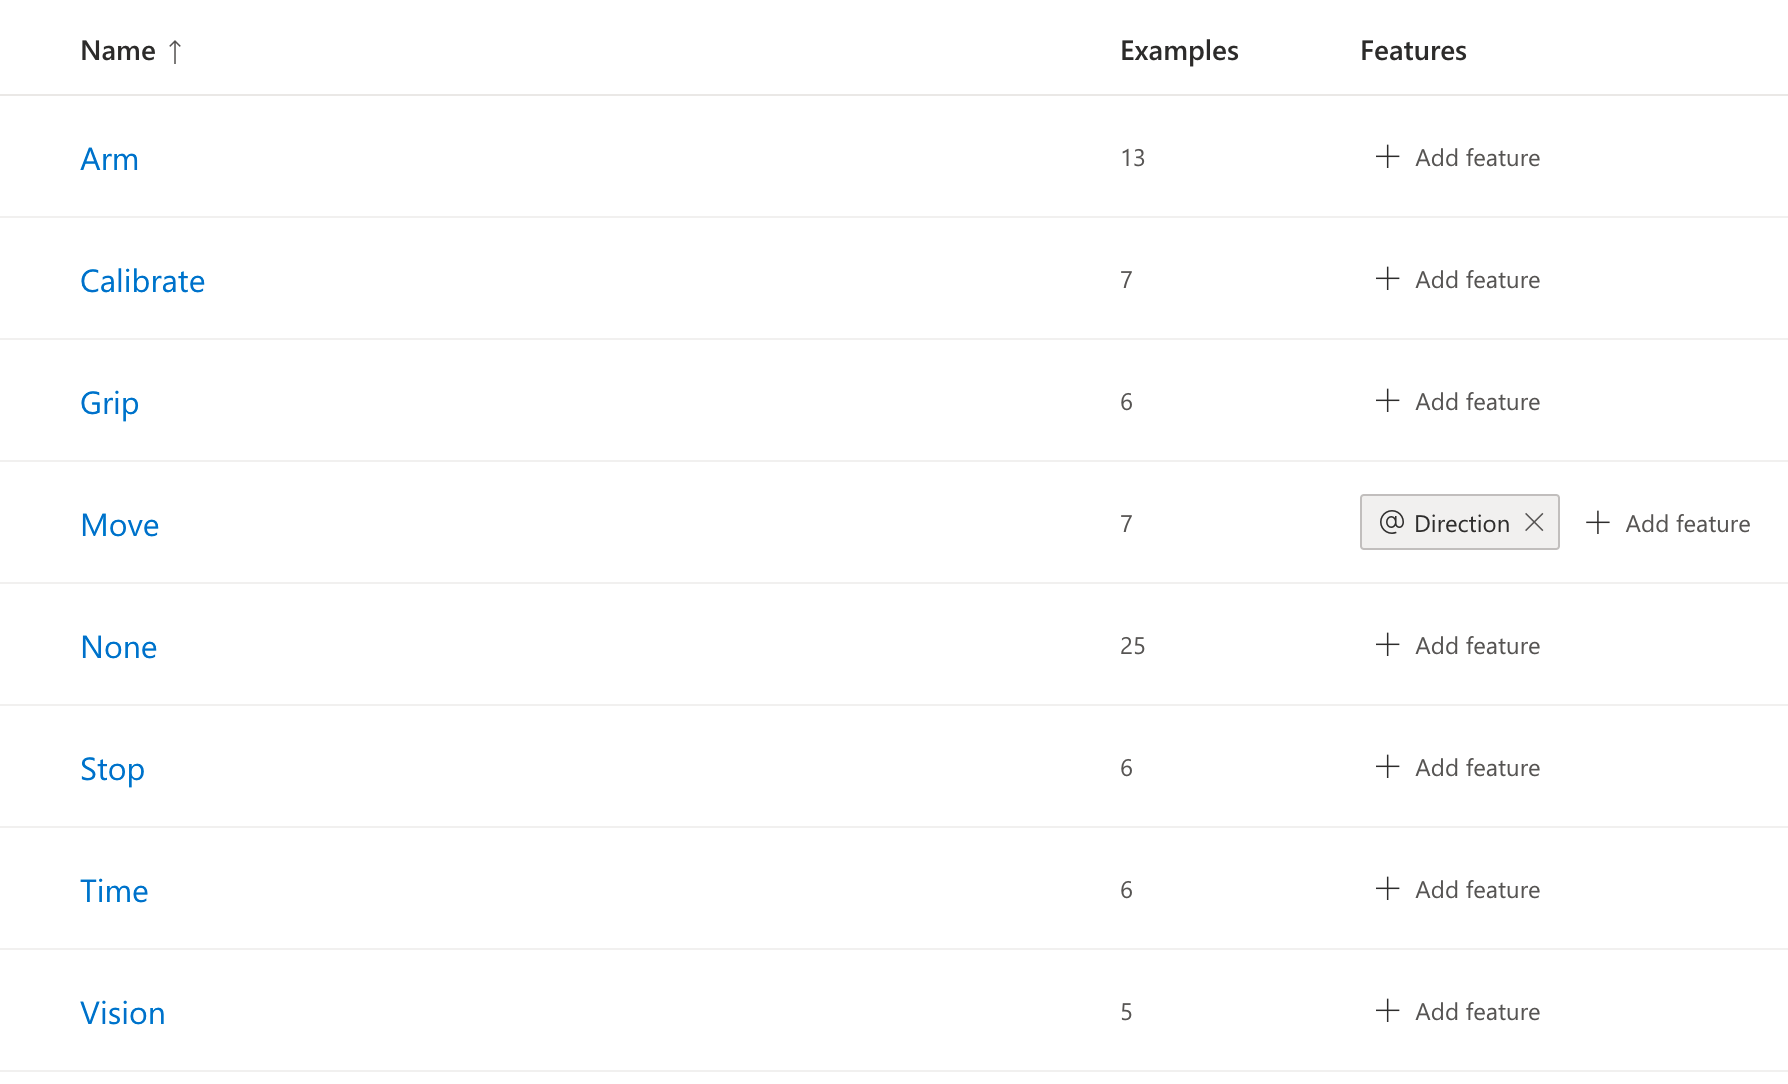 Name ↑ Examples Features
Arm 13 + Add feature
Calibrate 7 + Add feature
Grip 6 + Add feature
Move 7 @ Direction × + Add feature
None 25 + Add feature
Stop 6 + Add feature
Time 6 + Add feature
Vision 5 + Add feature